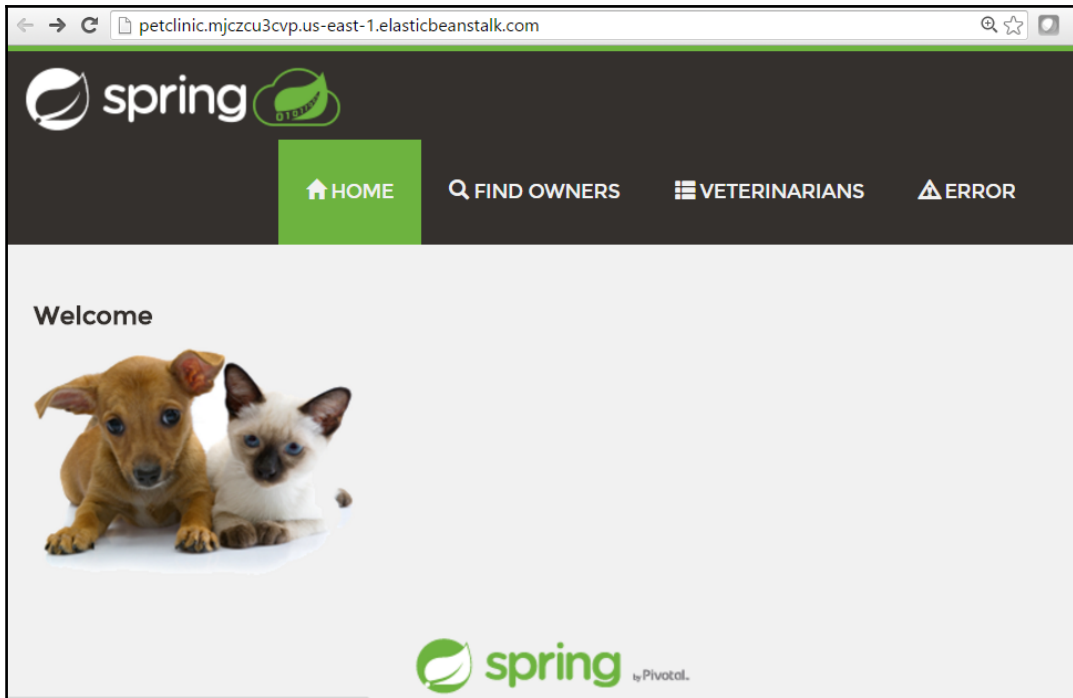 petclinic.mjczcu3cvp.us-east-1.elasticbeanstalk.com
spring
HOME FIND OWNERS VETERINARIANS ERROR
Welcome
spring by Pivotal.